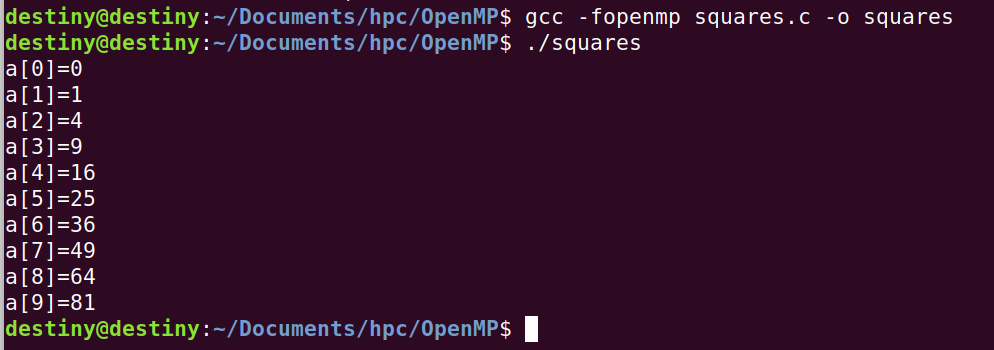 destiny@destiny:~/Documents/hpc/OpenMP$ gcc -fopenmp squares.c -o squares
destiny@destiny:~/Documents/hpc/OpenMP$ ./squares
a[0]=0
a[1]=1
a[2]=4
a[3]=9
a[4]=16
a[5]=25
a[6]=36
a[7]=49
a[8]=64
a[9]=81
destiny@destiny:~/Documents/hpc/OpenMP$